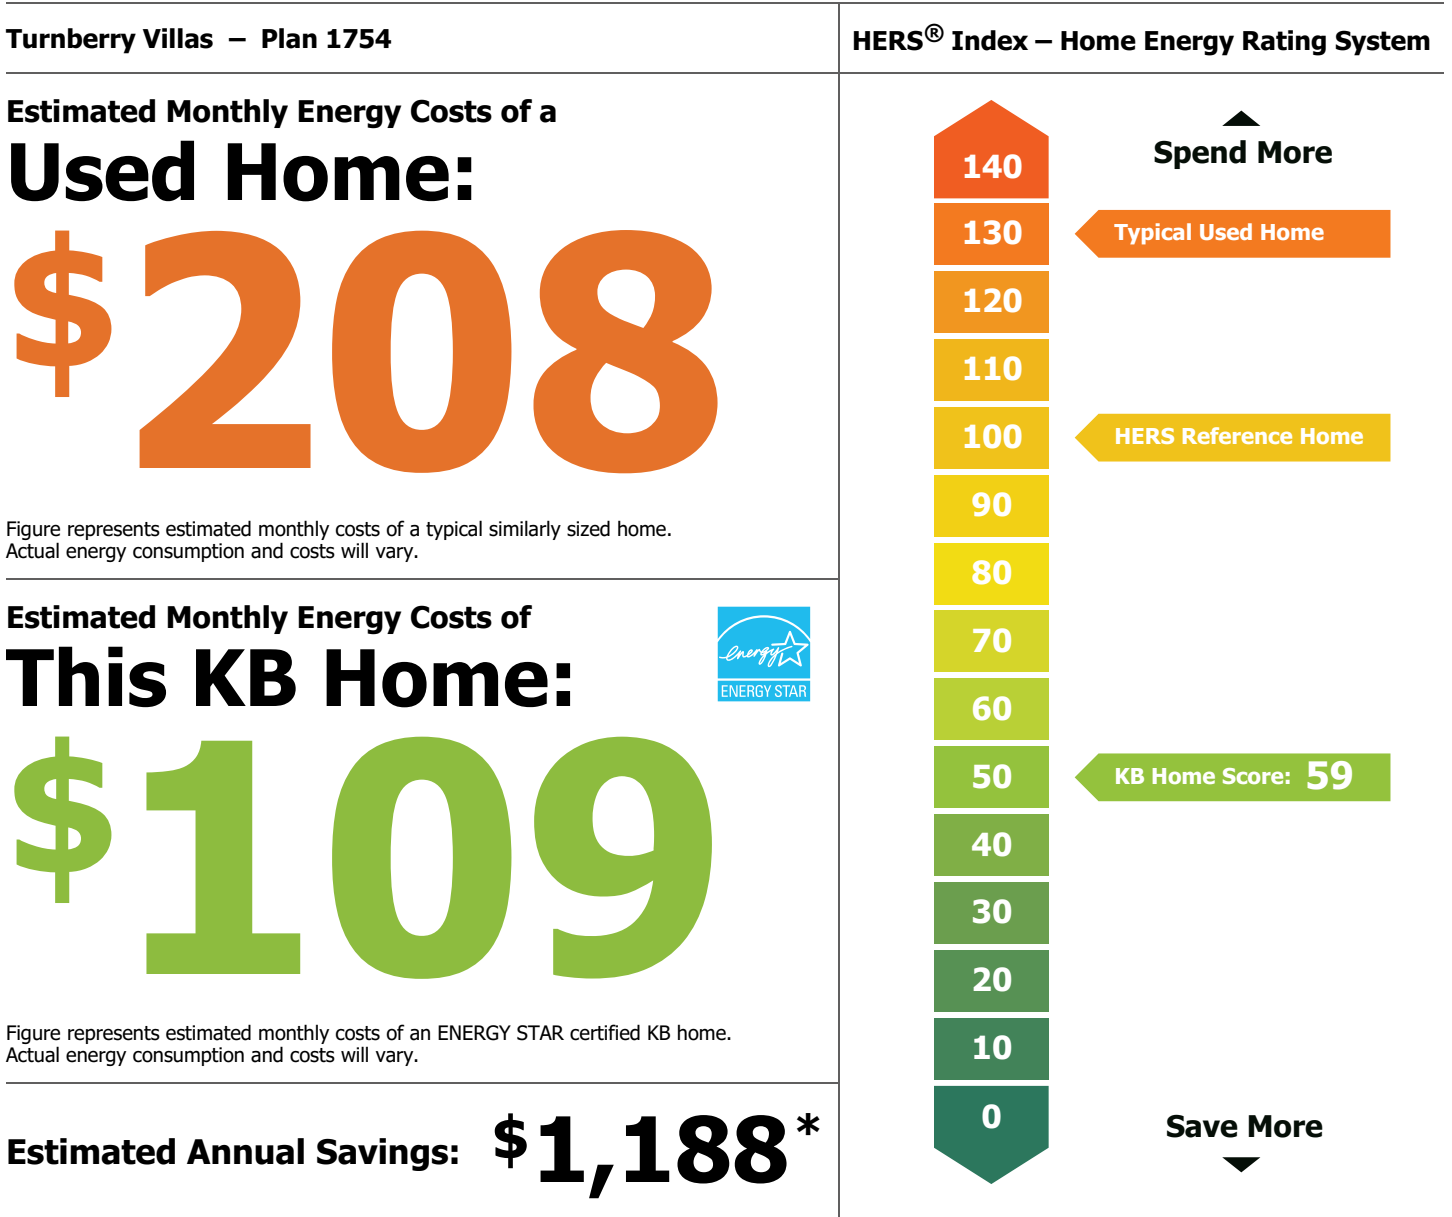 Turnberry Villas – Plan 1754
Estimated Monthly Energy Costs of a
Used Home:
$208
Figure represents estimated monthly costs of a typical similarly sized home.
Actual energy consumption and costs will vary.
Estimated Monthly Energy Costs of
This KB Home:
energy
ENERGY STAR
$109
Figure represents estimated monthly costs of an ENERGY STAR certified KB home.
Actual energy consumption and costs will vary.
Estimated Annual Savings: $1,188*
HERS® Index – Home Energy Rating System
Spend More
140
130 Typical Used Home
120
110
100 HERS Reference Home
90
80
70
60
50 KB Home Score: 59
40
30
20
10
0
Save More